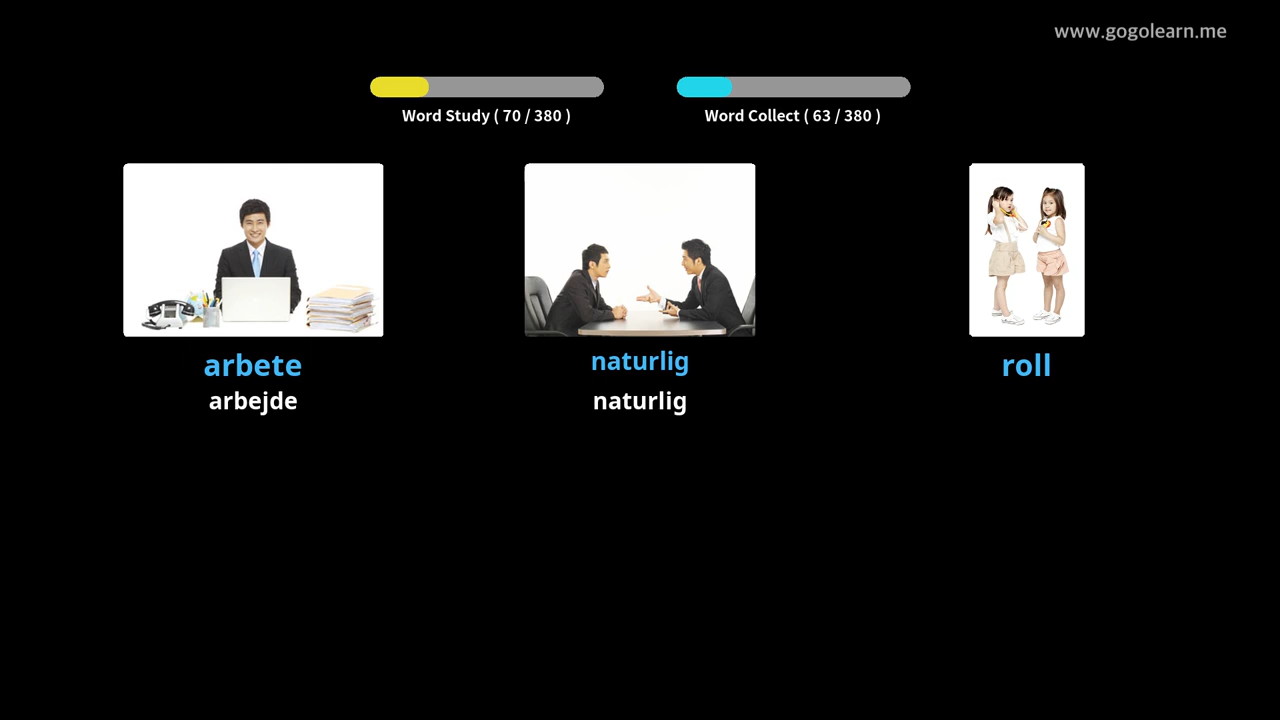 www.gogolearn.me
Word Study ( 70 / 380 )
Word Collect ( 63 / 380 )
arbete
arbejde
naturlig
naturlig
roll